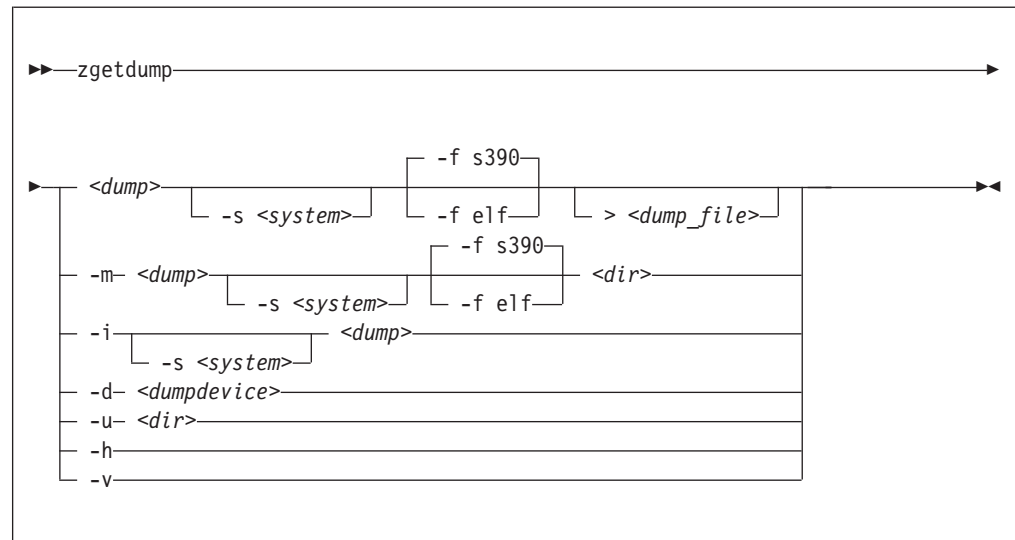 zgetdump
-f s390
<dump>
-s <system> -f elf > <dump_file>
-f s390
-m <dump> <dir>
-s <system> -f elf
-i <dump>
-s <system>
-d <dumpdevice>
-u <dir>
-h
-v